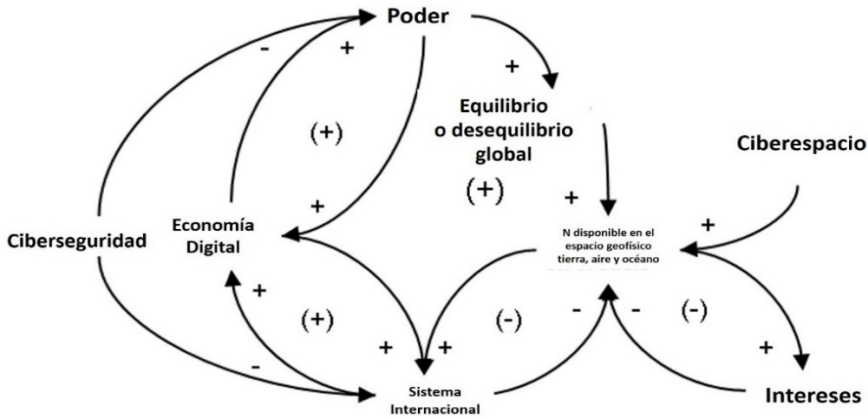 Poder
-
+
+
Equilibrio
o desequilibrio
global
(+)
(+)
Ciberespacio
+
+
+
Ciberseguridad
Economía
Digital
N disponible en el
espacio geofísico
tierra, aire y océano
+
(+)
(-)
-
-
(-)
-
+
+
+
Sistema
Internacional
Intereses